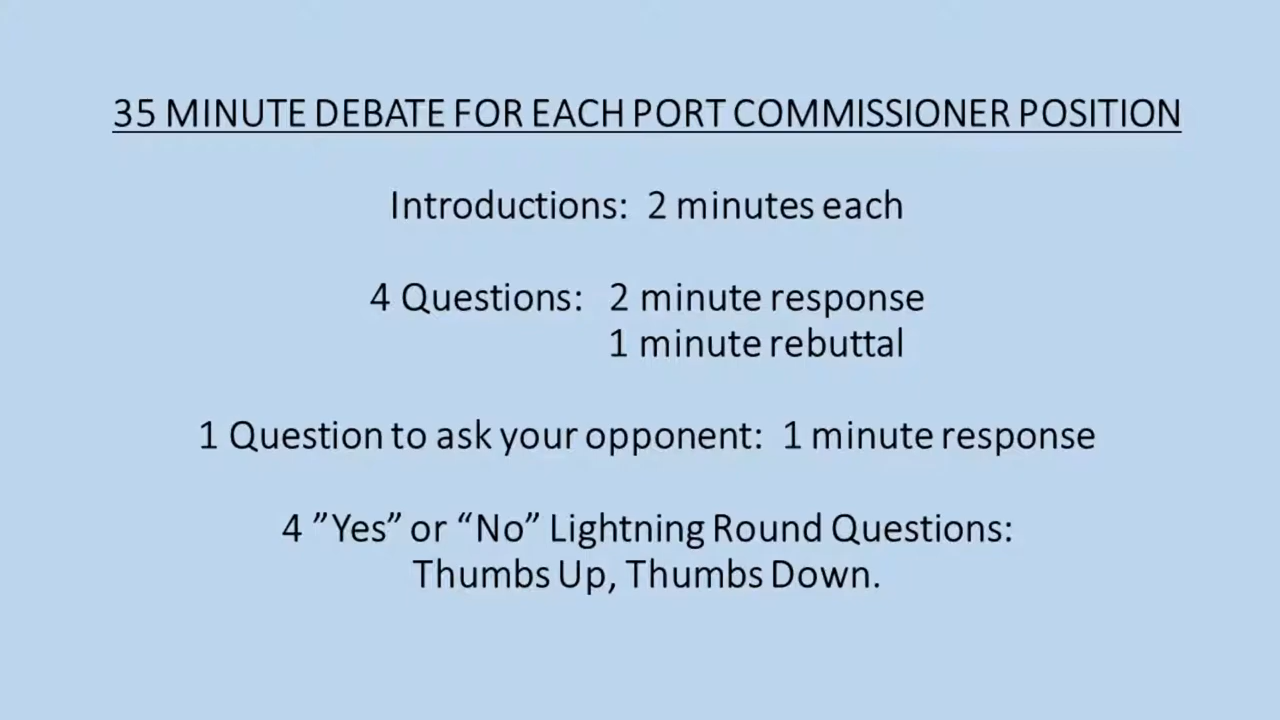 35 MINUTE DEBATE FOR EACH PORT COMMISSIONER POSITION
Introductions: 2 minutes each
4 Questions: 2 minute response
1 minute rebuttal
1 Question to ask your opponent: 1 minute response
4 ”Yes” or “No” Lightning Round Questions:
Thumbs Up, Thumbs Down.